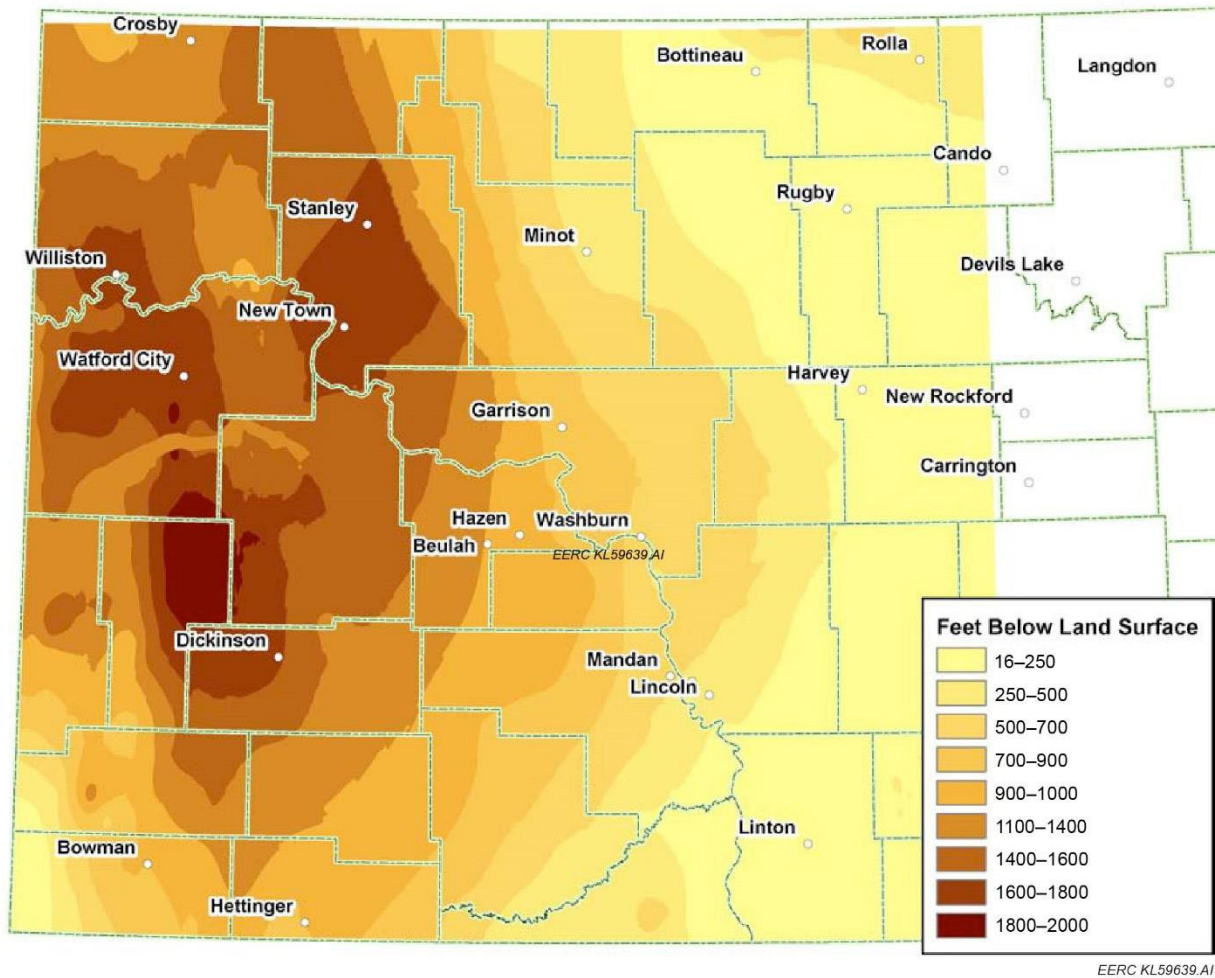 Crosby
Bottineau
Rolla
Langdon
Cando
Rugby
Stanley
Minot
Williston
Devils Lake
New Town
Watford City
Harvey
New Rockford
Garrison
Carrington
Hazen
Washburn
Beulah
EERC KL59639.AI
Dickinson
Mandan
Lincoln
Linton
Bowman
Hettinger
Feet Below Land Surface
16–250
250–500
500–700
700–900
900–1000
1100–1400
1400–1600
1600–1800
1800–2000
EERC KL59639.AI